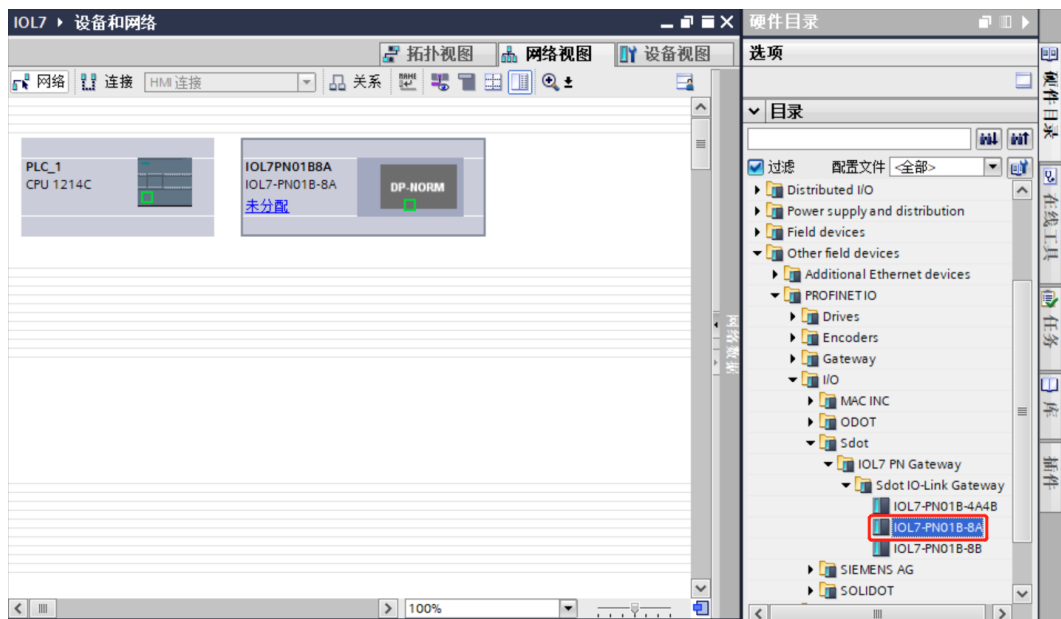 IOL7 ▸ 设备和网络
拓扑视图
网络视图
设备视图
网络
连接
HMI 连接
关系
PLC_1
CPU 1214C
IOL7PN01B8A
IOL7-PN01B-8A
未分配
DP-NORM
网络数据
100%
硬件目录
选项
目录
过滤
配置文件
<全部>
Distributed I/O
Power supply and distribution
Field devices
Other field devices
Additional Ethernet devices
PROFINET IO
Drives
Encoders
Gateway
I/O
MAC INC
ODOT
Sdot
IOL7 PN Gateway
Sdot IO-Link Gateway
IOL7-PN01B-4A4B
IOL7-PN01B-8A
IOL7-PN01B-8B
SIEMENS AG
SOLIDOT
硬件目录
在线工具
任务
库
插件